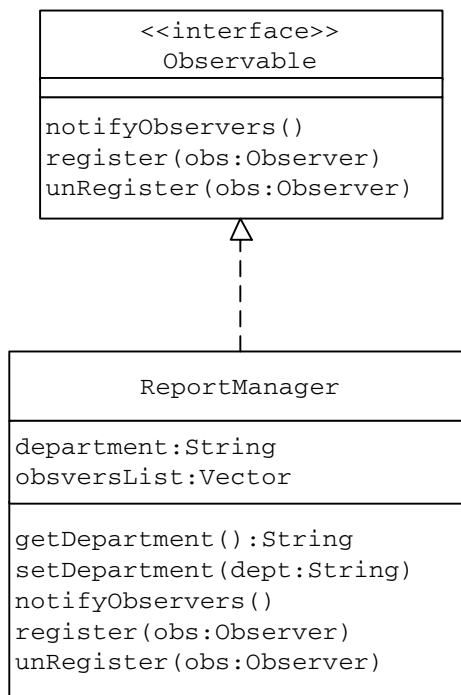 <<interface>>
Observable
notifyObservers()
register(obs:Observer)
unRegister(obs:Observer)
ReportManager
department:String
obsversList:Vector
getDepartment():String
setDepartment(dept:String)
notifyObservers()
register(obs:Observer)
unRegister(obs:Observer)